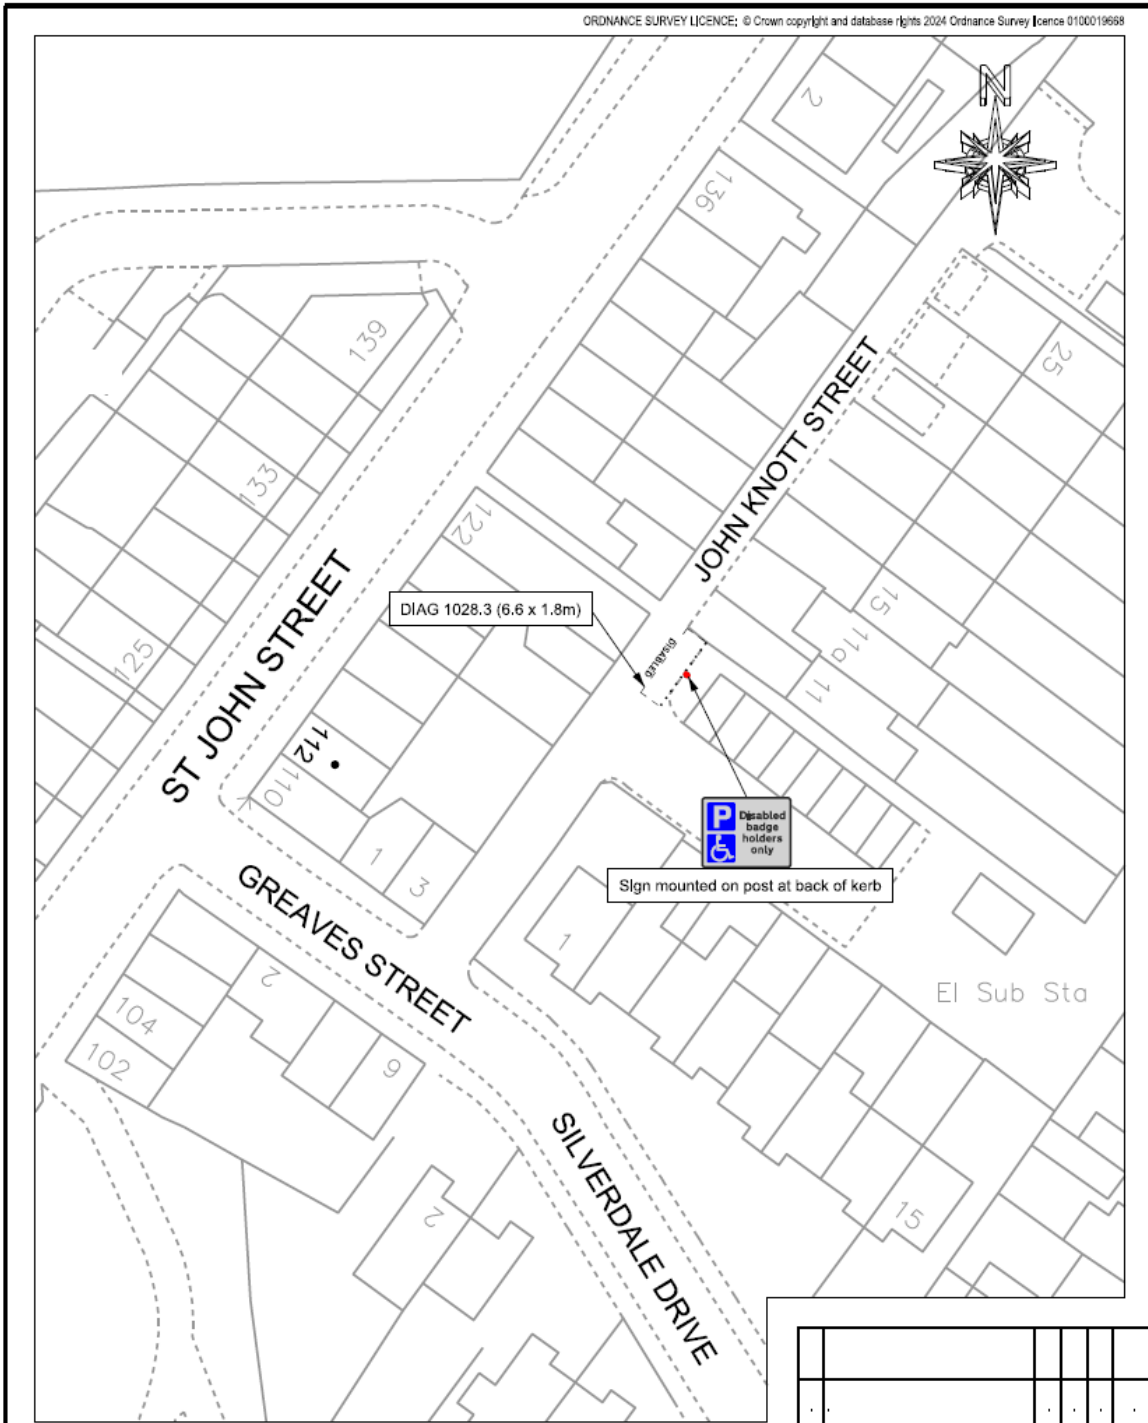 ORDNANCE SURVEY LICENCE; © Crown copyright and database rights 2024 Ordnance Survey licence 0100019668
N
2
136
139
25
JOHN KNOTT STREET
133
122
DIAG 1028.3 (6.6 x 1.8m)
15
11a
11
DISABLED
125
ST JOHN STREET
112
110
P
Disabled
badge
holders
only
Sign mounted on post at back of kerb
1
3
1
GREAVES STREET
2
El Sub Sta
104
102
6
SILVERDALE DRIVE
2
15